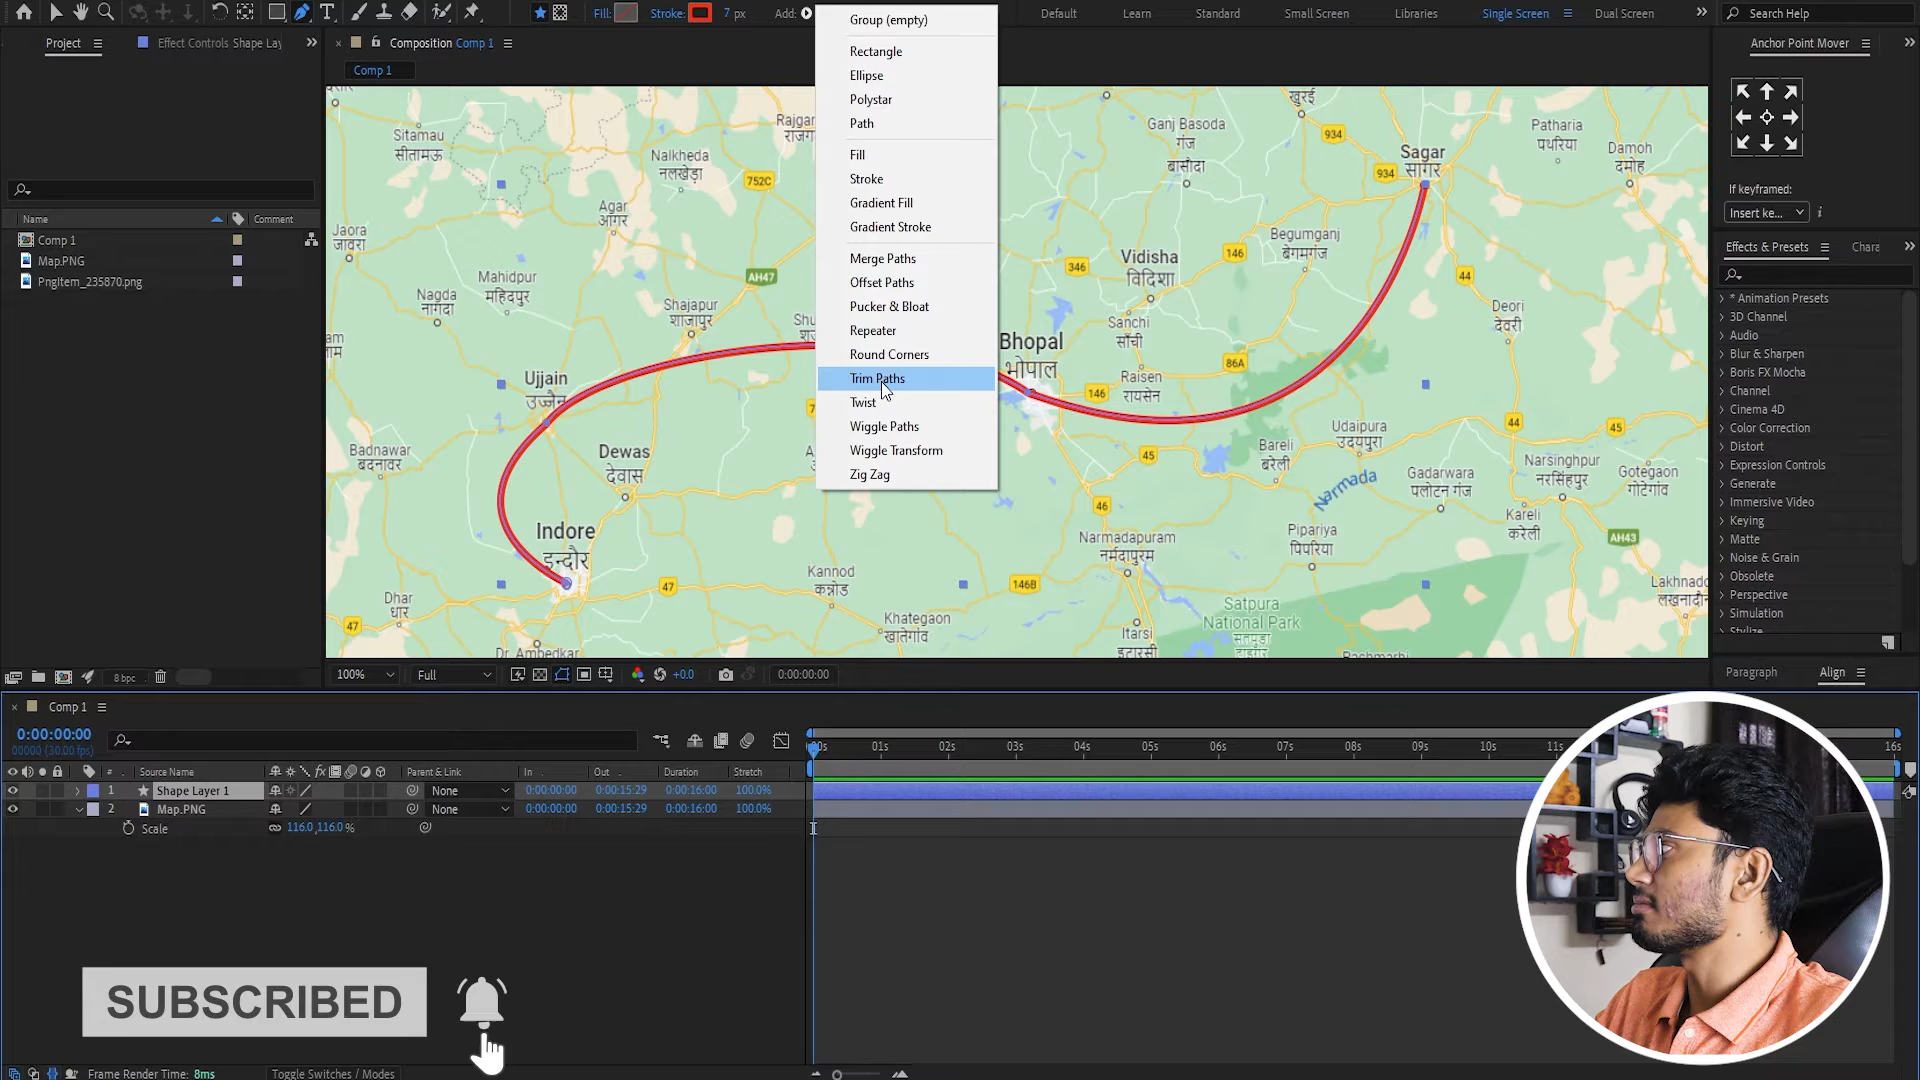 Fill:
Stroke:
7 px
Add:
Default
Learn
Standard
Small Screen
Libraries
Single Screen
Dual Screen
Search Help
Project
Effect Controls Shape Lay
Composition Comp 1
Comp 1
Name
Comment
Comp 1
Map.PNG
PngItem_235870.png
8 bpc
Group (empty)
Rectangle
Ellipse
Polystar
Path
Fill
Stroke
Gradient Fill
Gradient Stroke
Merge Paths
Offset Paths
Pucker & Bloat
Repeater
Round Corners
Trim Paths
Twist
Wiggle Paths
Wiggle Transform
Zig Zag
Sitamau
सीतामऊ
Nalkheda
नलखेड़ा
752C
Agar
आगर
Jaora
जावरा
Mahidpur
महिदपुर
AH47
Nagda
नागदा
Shajapur
शाजापुर
Ujjain
उज्जैन
Badnawar
बदनावर
Dewas
देवास
Indore
इन्दौर
Dhar
धार
47
47
Kannod
कन्नोड
Khategaon
खातेगांव
Dr. Ambedkar
खुरई
Ganj Basoda
गंज
बासौदा
934
934
Sagar
सागर
Patharia
पथरिया
Damoh
दमोह
Begumganj
बेगमगंज
Vidisha
विदिशा
346
146
44
Sanchi
साँची
Deori
देवरी
Bhopal
भोपाल
86A
Raisen
रायसेन
146
45
Udaipura
उदयपुरा
44
45
Bareli
बरेली
Gadarwara
Narsinghpur
नरसिंहपुर
Gotegaon
गोटेगांव
Narmada
46
Kareli
करेली
Narmadapuram
नर्मदापुरम
Pipariya
पिपरिया
AH43
146B
Satpura
National Park
Itarsi
इटारसी
100%
Full
+0.0
0:00:00:00
Anchor Point Mover
If keyframed:
Insert ke...
Effects & Presets
Chara
* Animation Presets
3D Channel
Audio
Blur & Sharpen
Boris FX Mocha
Channel
Cinema 4D
Color Correction
Distort
Expression Controls
Generate
Immersive Video
Keying
Matte
Noise & Grain
Obsolete
Perspective
Simulation
Stylize
Paragraph
Align
Comp 1
0:00:00:00
00000 (30.00 fps)
01s
02s
03s
04s
05s
06s
07s
08s
09s
10s
11s
16s
#
Source Name
Parent & Link
In
Out
Duration
Stretch
1
Shape Layer 1
None
0:00:00:00
0:00:15:29
0:00:16:00
100.0%
2
Map.PNG
None
0:00:00:00
0:00:15:29
0:00:16:00
100.0%
Scale
116.0,116.0%
SUBSCRIBED
Frame Render Time: 8ms
Toggle Switches / Modes